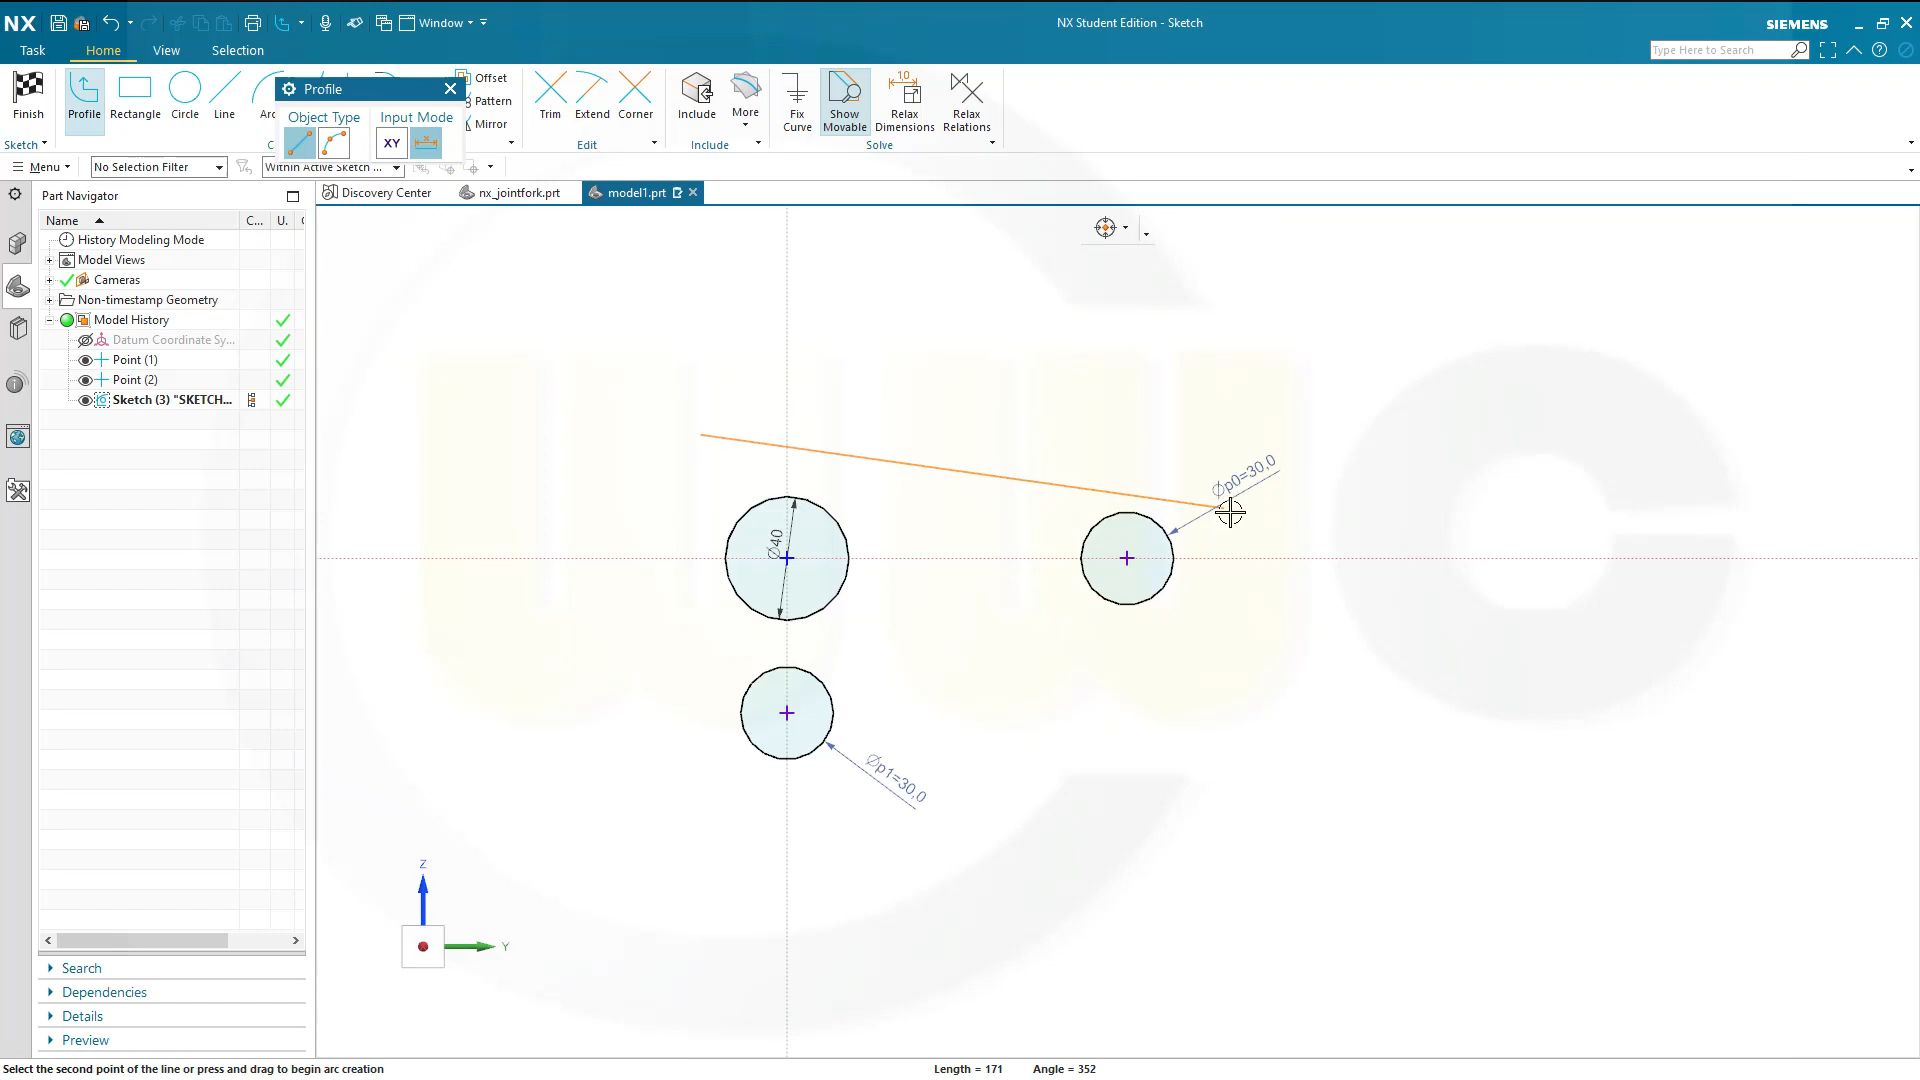 NX
Window
NX Student Edition - Sketch
SIEMENS
Task
Home
View
Selection
Type Here to Search
Finish
Profile
Rectangle
Circle
Line
Profile
Object Type
Input Mode
XY
Offset
Pattern
Mirror
Trim
Extend
Corner
Include
More
Fix
Curve
Show
Movable
1,0
Relax
Dimensions
Relax
Relations
Sketch
Edit
Include
Solve
Menu
No Selection Filter
Within Active Sketch ...
Part Navigator
Discovery Center
nx_jointfork.prt
model1.prt
Name
C...
U.
History Modeling Mode
Model Views
Cameras
Non-timestamp Geometry
Model History
Datum Coordinate Sy...
Point (1)
Point (2)
Sketch (3) "SKETCH...
Øp0=30,0
Ø40
Øp1=30,0
Z
Y
Search
Dependencies
Details
Preview
Select the second point of the line or press and drag to begin arc creation
Length = 171
Angle = 352